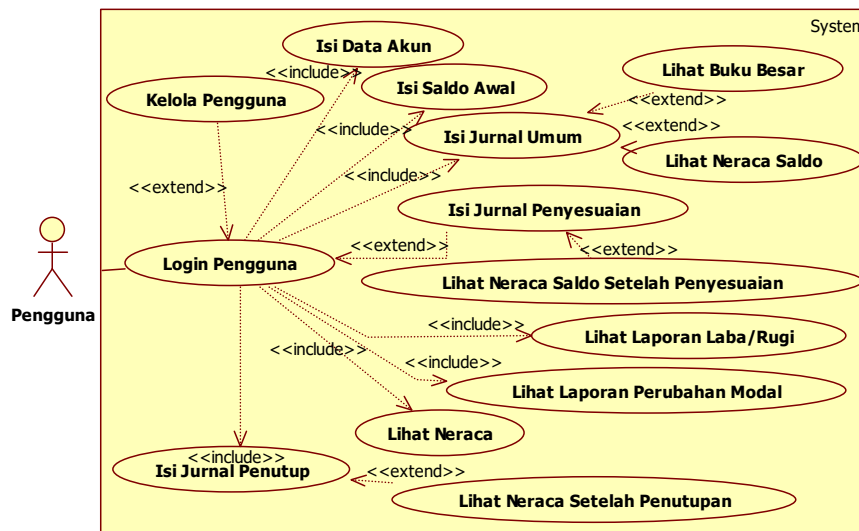 System
Isi Data Akun
<<include>>
Isi Saldo Awal
Lihat Buku Besar
Kelola Pengguna
<<extend>>
<<include>>
Isi Jurnal Umum
<<extend>>
Lihat Neraca Saldo
<<include>>
<<extend>>
Isi Jurnal Penyesuaian
<<extend>>
<<extend>>
Login Pengguna
Lihat Neraca Saldo Setelah Penyesuaian
Pengguna
<<include>>
Lihat Laporan Laba/Rugi
<<include>>
<<include>>
Lihat Laporan Perubahan Modal
Lihat Neraca
<<include>>
Isi Jurnal Penutup
<<extend>>
Lihat Neraca Setelah Penutupan